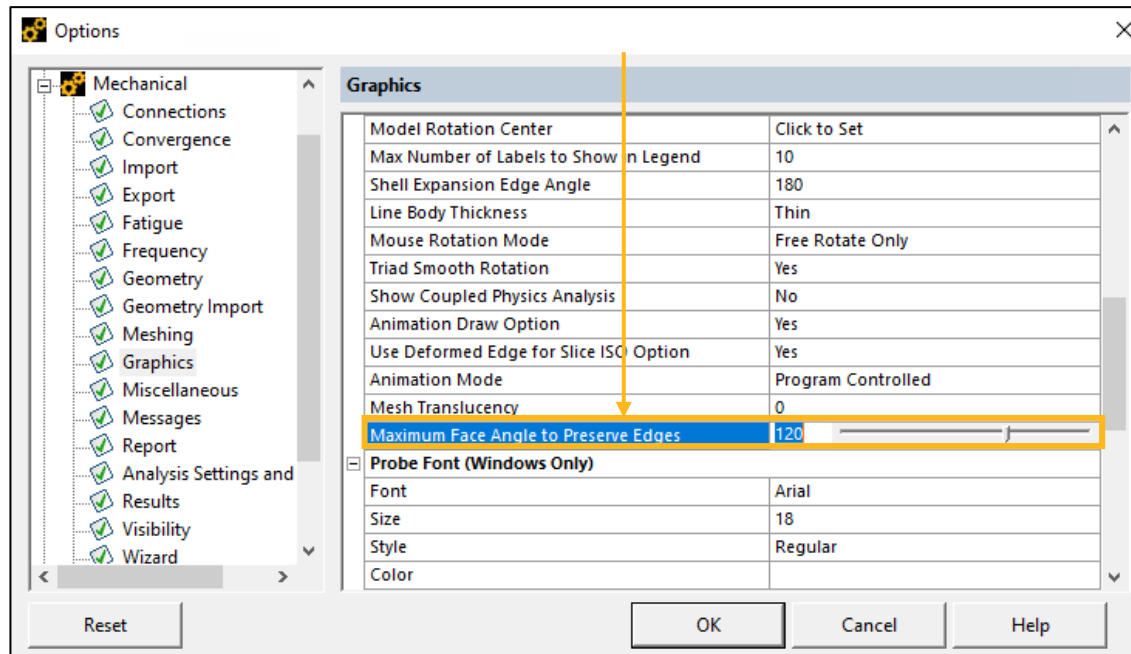 Options
Mechanical
Connections
Convergence
Import
Export
Fatigue
Frequency
Geometry
Geometry Import
Meshing
Graphics
Miscellaneous
Messages
Report
Analysis Settings and
Results
Visibility
Wizard
Graphics
Model Rotation Center Click to Set
Max Number of Labels to Show in Legend 10
Shell Expansion Edge Angle 180
Line Body Thickness Thin
Mouse Rotation Mode Free Rotate Only
Triad Smooth Rotation Yes
Show Coupled Physics Analysis No
Animation Draw Option Yes
Use Deformed Edge for Slice ISO Option Yes
Animation Mode Program Controlled
Mesh Translucency 0
Maximum Face Angle to Preserve Edges 120
Probe Font (Windows Only)
Font Arial
Size 18
Style Regular
Color
Reset OK Cancel Help